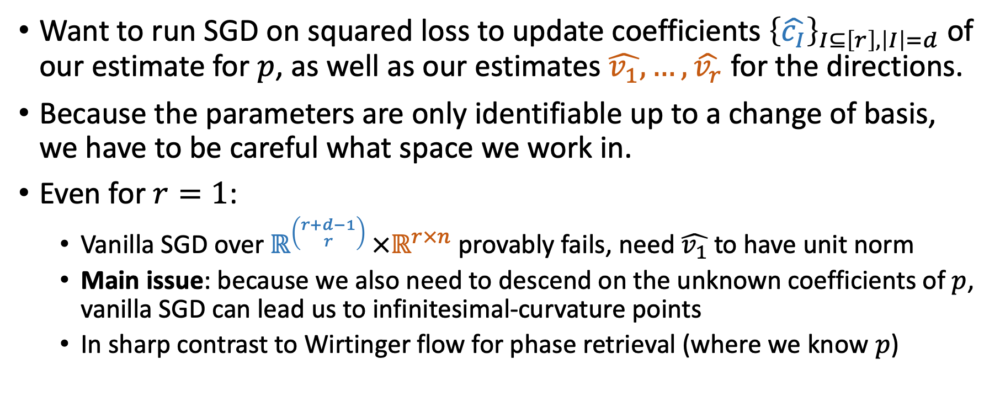 • Want to run SGD on squared loss to update coefficients $\{\widehat{c_I}\}_{I \subseteq [r], |I| = d}$ of
our estimate for $p$, as well as our estimates $\widehat{v_1}, \ldots, \widehat{v_r}$ for the directions.
• Because the parameters are only identifiable up to a change of basis,
we have to be careful what space we work in.
• Even for $r = 1$:
• Vanilla SGD over $\mathbb{R}^{\binom{r+d-1}{r}} \times \mathbb{R}^{r \times n}$ provably fails, need $\widehat{v_1}$ to have unit norm
• Main issue: because we also need to descend on the unknown coefficients of $p$,
vanilla SGD can lead us to infinitesimal-curvature points
• In sharp contrast to Wirtinger flow for phase retrieval (where we know $p$)